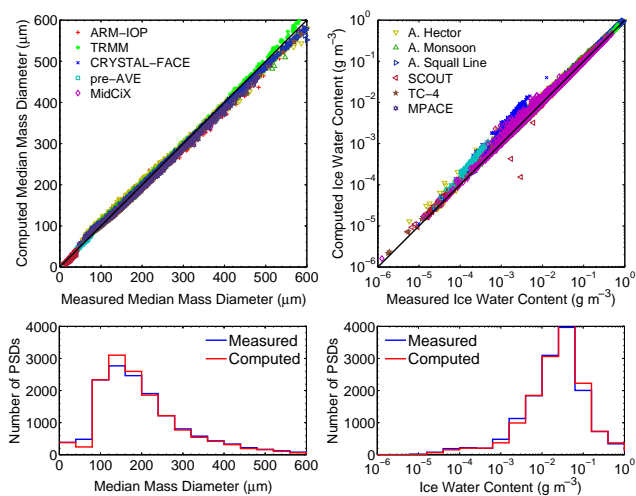 Computed Median Mass Diameter (μm)
600
500
400
300
200
100
0
ARM−IOP
TRMM
CRYSTAL−FACE
pre−AVE
MidCiX
0 100 200 300 400 500 600
Measured Median Mass Diameter (μm)
Computed Ice Water Content (g m⁻³)
10⁰
10⁻¹
10⁻²
10⁻³
10⁻⁴
10⁻⁵
10⁻⁶
A. Hector
A. Monsoon
A. Squall Line
SCOUT
TC−4
MPACE
10⁻⁶ 10⁻⁵ 10⁻⁴ 10⁻³ 10⁻² 10⁻¹ 10⁰
Measured Ice Water Content (g m⁻³)
Number of PSDs
4000
3000
2000
1000
0
Measured
Computed
0 100 200 300 400 500 600
Median Mass Diameter (μm)
Number of PSDs
4000
3000
2000
1000
0
Measured
Computed
10⁻⁶ 10⁻⁵ 10⁻⁴ 10⁻³ 10⁻² 10⁻¹ 10⁰
Ice Water Content (g m⁻³)